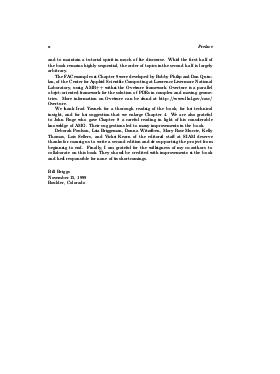 x Preface
and to maintain a tutorial spirit in much of the discourse. Whilst the first half of
the book remains highly sequential, the order of topics in the second half is largely
arbitrary.
The FAC examples in Chapter 9 were developed by Bobby Philip and Dan Quin-
lan, of the Center for Applied Scientific Computing at Lawrence Livermore National
Laboratory, using AMR++ within the Overture framework. Overture is a parallel
object-oriented framework for the solution of PDEs in complex and moving geome-
tries. More information on Overture can be found at http://www.llnl.gov/casc/
Overture.
We thank Irad Yavneh for a thorough reading of the book, for his technical
insight, and for his suggestion that we enlarge Chapter 4. We are also grateful
to John Ruge who gave Chapter 8 a careful reading in light of his considerable
knowledge of AMG. Their suggestions led to many improvements in the book.
Deborah Poulson, Lisa Briggeman, Donna Witzleben, Mary Rose Muccie, Kelly
Thomas, Lois Sellers, and Vickie Kearn of the editorial staff at SIAM deserve
thanks for coaxing us to write a second edition and for supporting the project from
beginning to end. Finally, I am grateful for the willingness of my co-authors to
collaborate on this book. They should be credited with improvements in the book
and held responsible for none of its shortcomings.
Bill Briggs
November 15, 1999
Boulder, Colorado